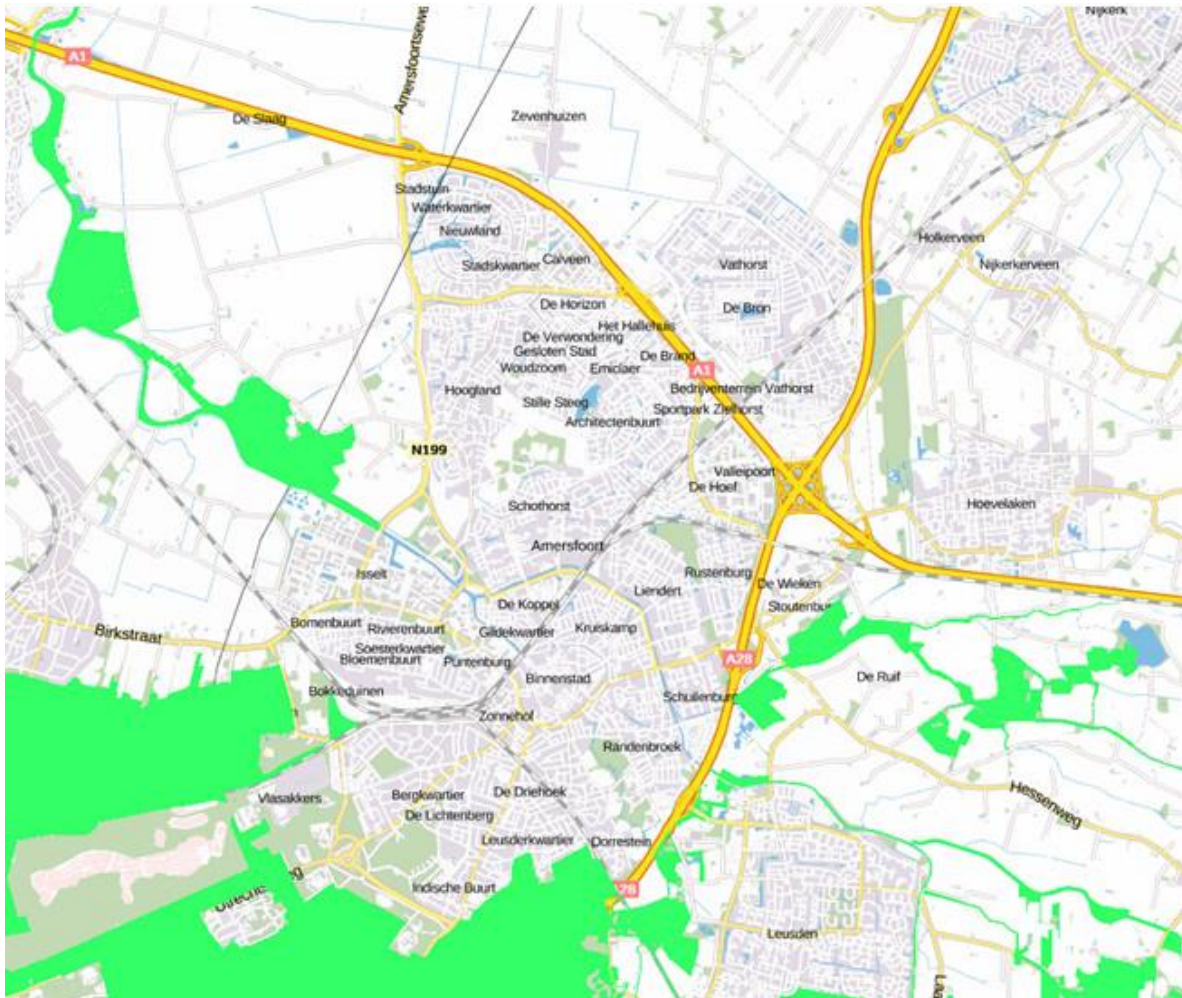 Nijkerk
A1
Amersfoortseweg
De Slaag
Zevenhuizen
Stadstuin
Waterkwartier
Nieuwland
Holkerveen
Calveen
Stadskwartier
Vathorst
Nijkerkerveen
De Horizon
De Bron
Het Hallehuis
De Verwondering
Gesloten Stad
De Brand
Woudzoom
Emiclaer
A1
Hoogland
Bedrijventerrein Vathorst
Stille Steeg
Sportpark Zielhorst
Architectenbuurt
N199
Valleipoort
De Hoef
Schothorst
Hoevelaken
Amersfoort
Isselt
Rustenburg
De Wieken
Liendert
De Koppel
Bomenbuurt
Rivierenbuurt
Gildekwartier
Kruiskamp
Birkstraat
Soesterkwartier
Bloemenbuurt
Puntenburg
A28
Binnenstad
De Ruif
Bokkeduinen
Schuilenburg
Zonnehof
Randenbroek
Vlasakkers
Bergkwartier
De Driehoek
Hessenweg
De Lichtenberg
Leusderkwartier
Dorrestein
Indische Buurt
A28
Leusden